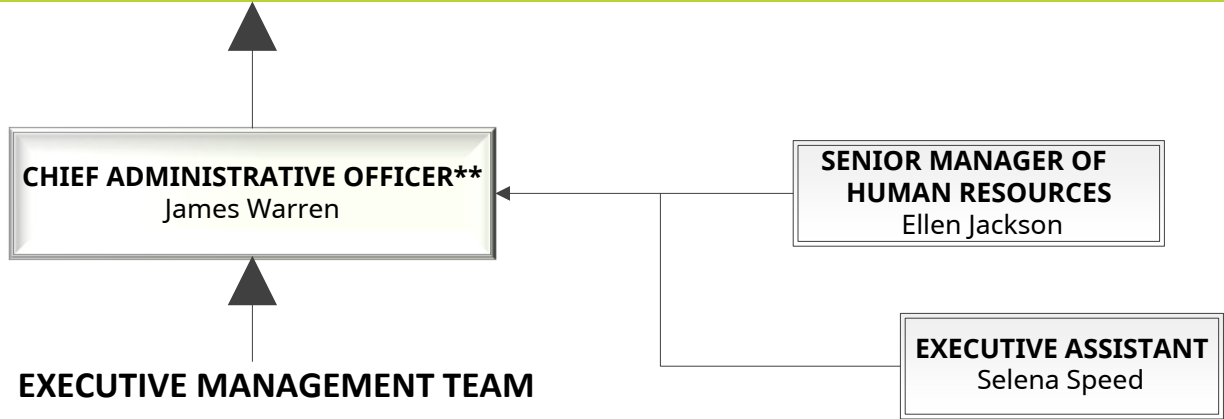 CHIEF ADMINISTRATIVE OFFICER**
James Warren
SENIOR MANAGER OF
HUMAN RESOURCES
Ellen Jackson
EXECUTIVE ASSISTANT
Selena Speed
EXECUTIVE MANAGEMENT TEAM